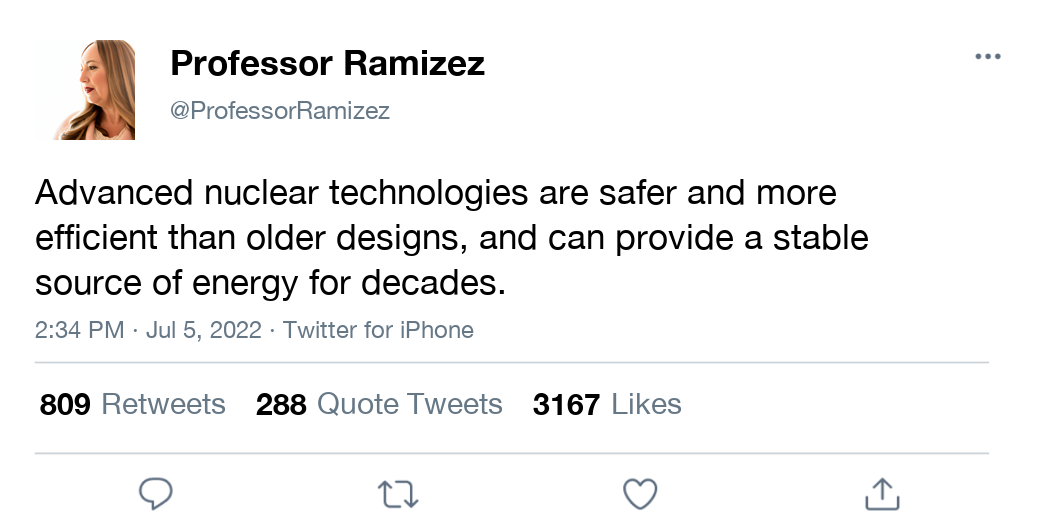 Professor Ramizez
@ProfessorRamizez
Advanced nuclear technologies are safer and more
efficient than older designs, and can provide a stable
source of energy for decades.
2:34 PM · Jul 5, 2022 · Twitter for iPhone
809 Retweets 288 Quote Tweets 3167 Likes